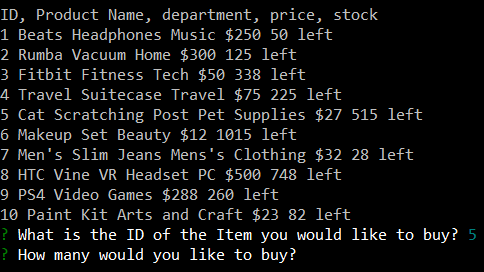 ID, Product Name, department, price, stock
1 Beats Headphones Music $250 50 left
2 Rumba Vacuum Home $300 125 left
3 Fitbit Fitness Tech $50 338 left
4 Travel Suitecase Travel $75 225 left
5 Cat Scratching Post Pet Supplies $27 515 left
6 Makeup Set Beauty $12 1015 left
7 Men's Slim Jeans Mens's Clothing $32 28 left
8 HTC Vine VR Headset PC $500 748 left
9 PS4 Video Games $288 260 left
10 Paint Kit Arts and Craft $23 82 left
? What is the ID of the Item you would like to buy? 5
? How many would you like to buy?